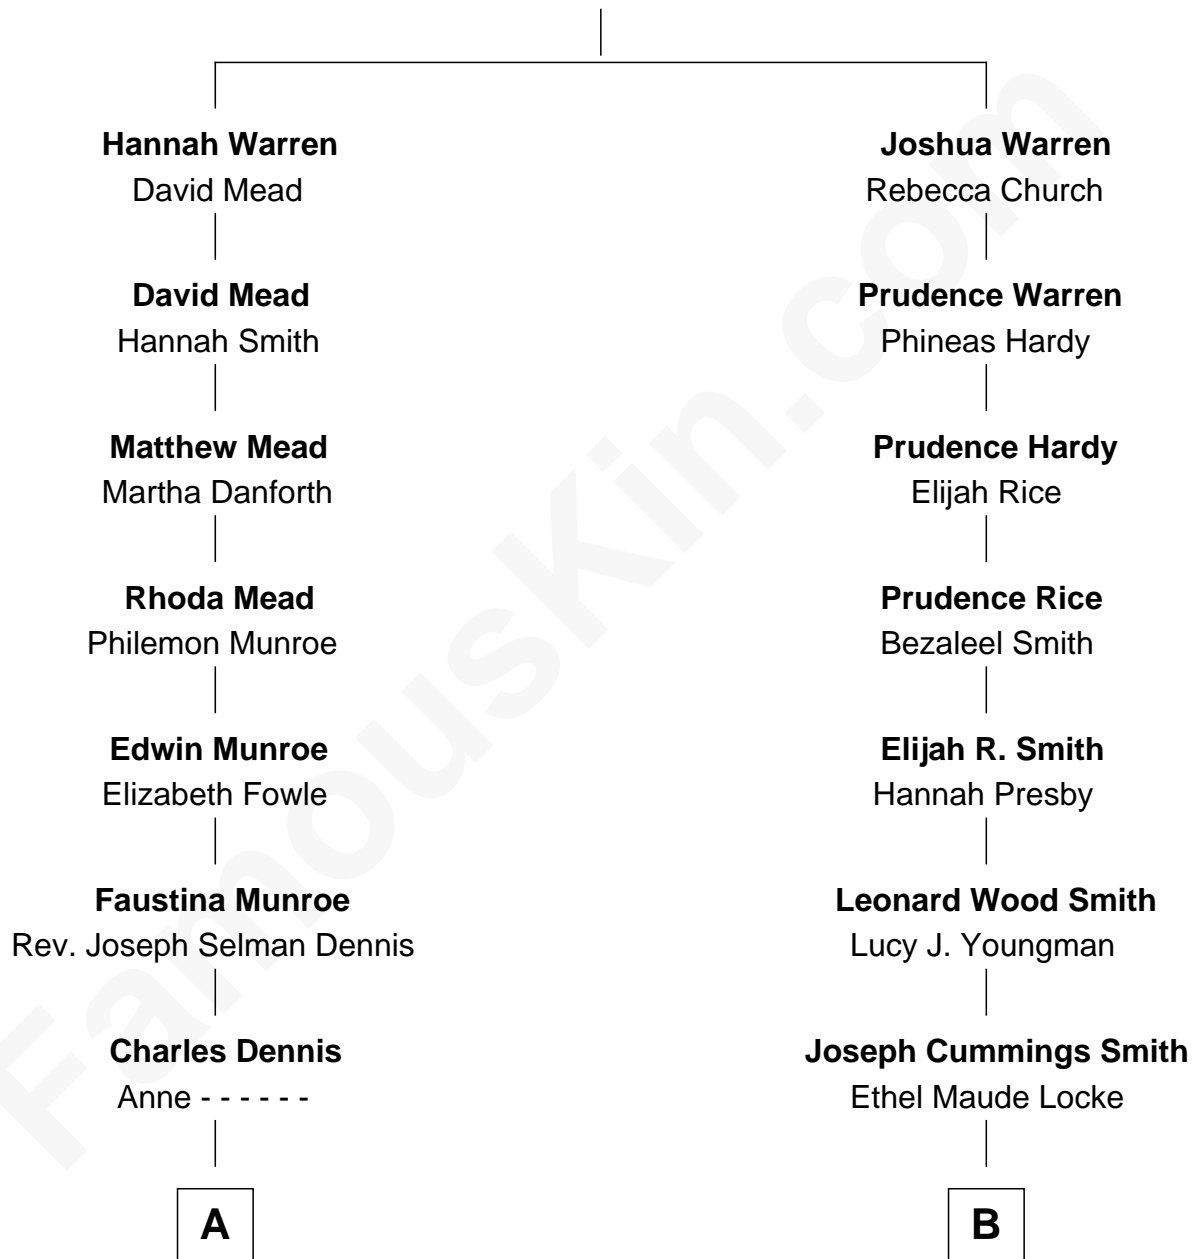 Hannah Warren
David Mead
David Mead
Hannah Smith
Matthew Mead
Martha Danforth
Rhoda Mead
Philemon Munroe
Edwin Munroe
Elizabeth Fowle
Faustina Munroe
Rev. Joseph Selman Dennis
Charles Dennis
Anne - - - - - -
A
Joshua Warren
Rebecca Church
Prudence Warren
Phineas Hardy
Prudence Hardy
Elijah Rice
Prudence Rice
Bezaleel Smith
Elijah R. Smith
Hannah Presby
Leonard Wood Smith
Lucy J. Youngman
Joseph Cummings Smith
Ethel Maude Locke
B
FamousKin.com